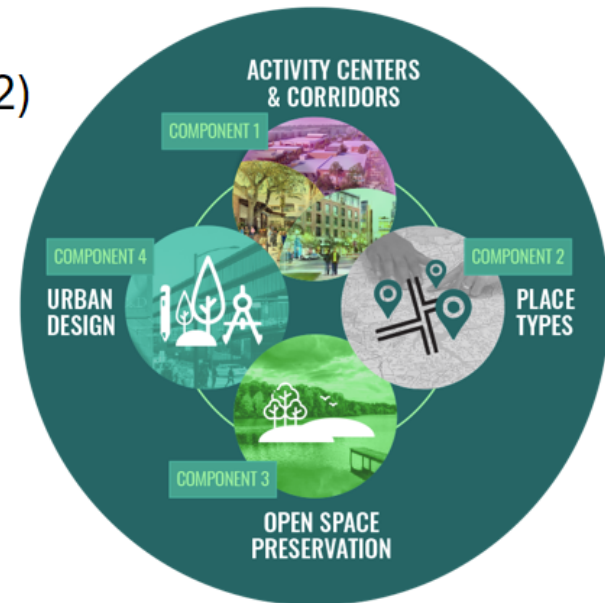 2)
ACTIVITY CENTERS
& CORRIDORS
COMPONENT 1
COMPONENT 4
URBAN
DESIGN
COMPONENT 2
PLACE
TYPES
COMPONENT 3
OPEN SPACE
PRESERVATION